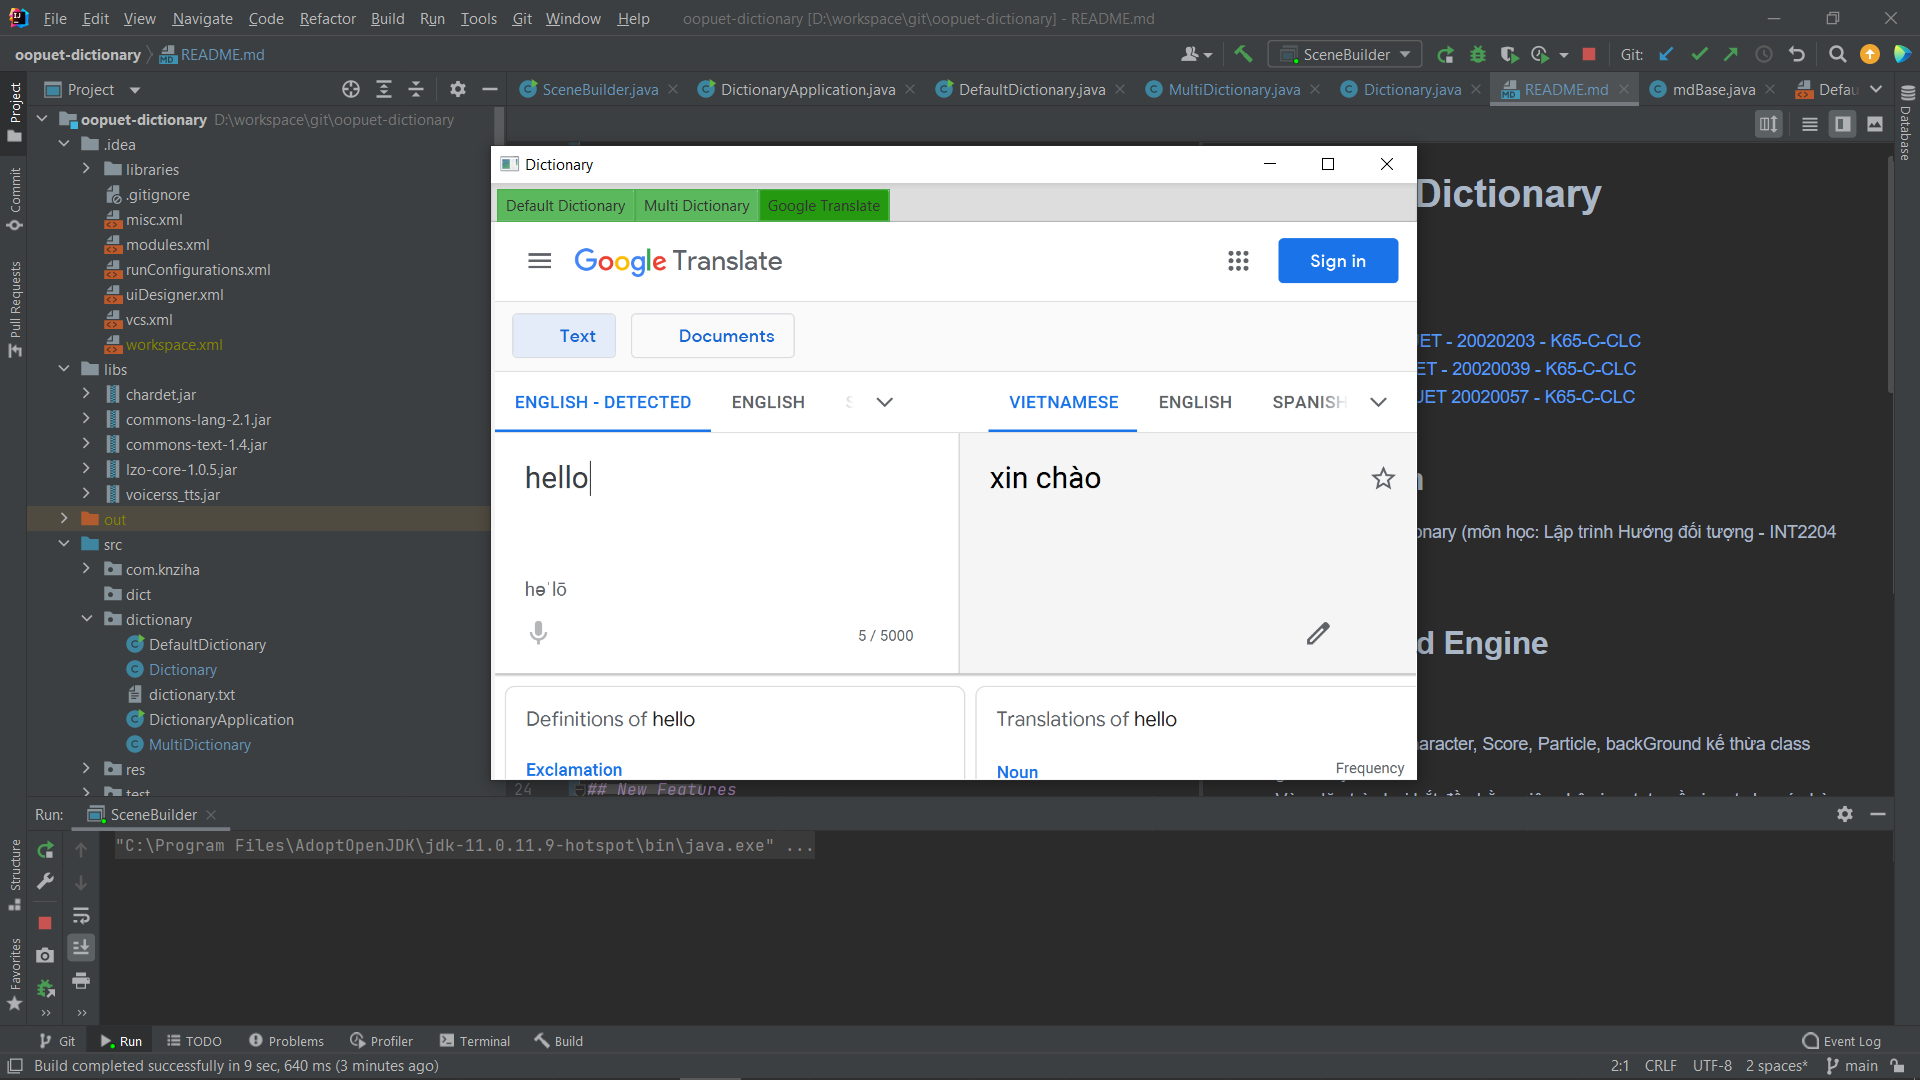 File Edit View Navigate Code Refactor Build Run Tools Git Window Help oopuet-dictionary [D:\workspace\git\oopuet-dictionary] - README.md
oopuet-dictionary README.md SceneBuilder Git:
Project SceneBuilder.java DictionaryApplication.java DefaultDictionary.java MultiDictionary.java Dictionary.java README.md mdBase.java Defau
Project
Commit
Pull Requests
Structure
Favorites
Database
oopuet-dictionary D:\workspace\git\oopuet-dictionary
.idea
libraries
.gitignore
misc.xml
modules.xml
runConfigurations.xml
uiDesigner.xml
vcs.xml
workspace.xml
libs
chardet.jar
commons-lang-2.1.jar
commons-text-1.4.jar
lzo-core-1.0.5.jar
voicerss_tts.jar
out
src
com.knziha
dict
dictionary
DefaultDictionary
Dictionary
dictionary.txt
DictionaryApplication
MultiDictionary
res
test
Dictionary
Default Dictionary Multi Dictionary Google Translate
Google Translate Sign in
Text Documents
ENGLISH - DETECTED ENGLISH VIETNAMESE ENGLISH SPANISH
hello xin chào
həˈlō
5 / 5000
Definitions of hello Translations of hello
Exclamation Noun Frequency
24 ## New Features
Dictionary
ET - 20020203 - K65-C-CLC
ET - 20020039 - K65-C-CLC
JET 20020057 - K65-C-CLC
onary (môn học: Lập trình Hướng đối tượng - INT2204
d Engine
aracter, Score, Particle, backGround kế thừa class
Run: SceneBuilder
"C:\Program Files\AdoptOpenJDK\jdk-11.0.11.9-hotspot\bin\java.exe" ...
Git Run TODO Problems Profiler Terminal Build Event Log
Build completed successfully in 9 sec, 640 ms (3 minutes ago) 2:1 CRLF UTF-8 2 spaces* main